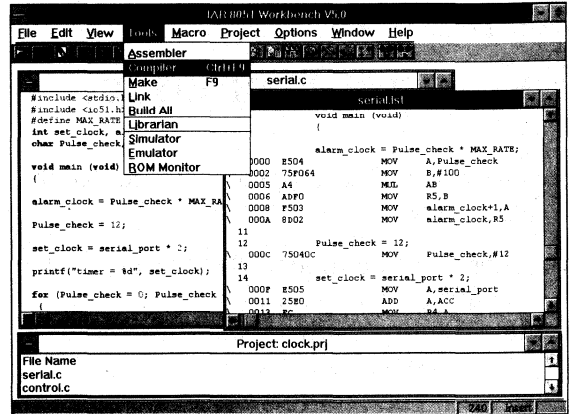 IAR 8051 Workbench V5.0
File Edit View Tools Macro Project Options Window Help
Assembler
Compiler Ctrl+F9
Make F9
Link
Build All
Librarian
Simulator
Emulator
ROM Monitor
serial.c
#include <stdio.h
#include <io51.h
#define MAX_RATE
int set_clock, a
char Pulse_check,
void main (void)
{
alarm_clock = Pulse_check * MAX_RA
Pulse_check = 12;
set_clock = serial_port * 2;
printf("timer = %d", set_clock);
for (Pulse_check = 0; Pulse_check
{
serial.lst
void main (void)
{
alarm_clock = Pulse_check * MAX_RATE;
\ 0000 E504 MOV A,Pulse_check
\ 0002 75F064 MOV B,#100
\ 0005 A4 MUL AB
\ 0006 ADF0 MOV R5,B
\ 0008 F503 MOV alarm_clock+1,A
\ 000A 8D02 MOV alarm_clock,R5
11
12 Pulse_check = 12;
\ 000C 75040C MOV Pulse_check,#12
13
14 set_clock = serial_port * 2;
\ 000F E505 MOV A,serial_port
\ 0011 25E0 ADD A,ACC
\ 0013 FC MOV R4,A
Project: clock.prj
File Name
serial.c
control.c
240